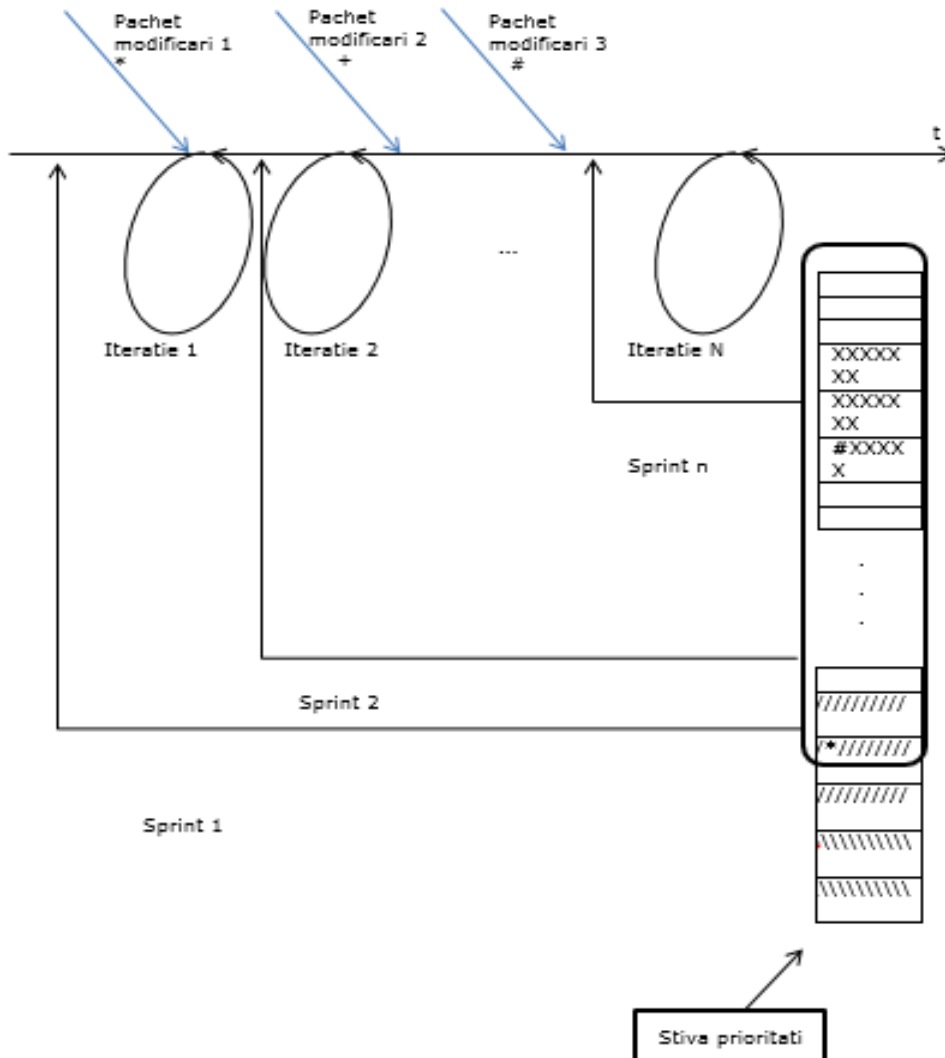 Pachet
modificari 1
*
Pachet
modificari 2
+
Pachet
modificari 3
#
t
...
Iteratie 1
Iteratie 2
Iteratie N
XXXXX
XX
XXXXX
XX
#XXXX
X
Sprint n
.
.
.
Sprint 2
//////////
/*////////
//////////
\\\\\\\\\\
\\\\\\\\\\
Sprint 1
Stiva prioritati